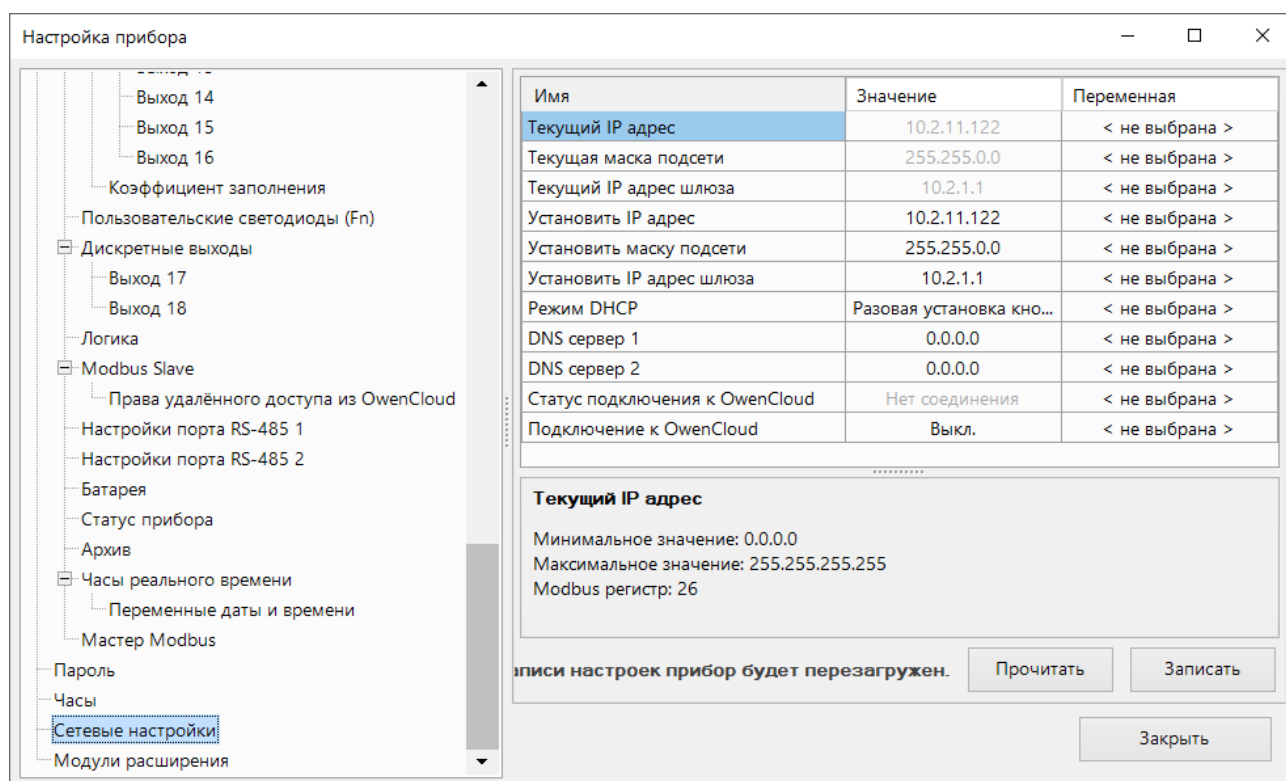 Настройка прибора
Выход 14
Выход 15
Выход 16
Коэффициент заполнения
Пользовательские светодиоды (Fn)
Дискретные выходы
Выход 17
Выход 18
Логика
Modbus Slave
Права удалённого доступа из OwenCloud
Настройки порта RS-485 1
Настройки порта RS-485 2
Батарея
Статус прибора
Архив
Часы реального времени
Переменные даты и времени
Мастер Modbus
Пароль
Часы
Сетевые настройки
Модули расширения
Имя Значение Переменная
Текущий IP адрес 10.2.11.122 < не выбрана >
Текущая маска подсети 255.255.0.0 < не выбрана >
Текущий IP адрес шлюза 10.2.1.1 < не выбрана >
Установить IP адрес 10.2.11.122 < не выбрана >
Установить маску подсети 255.255.0.0 < не выбрана >
Установить IP адрес шлюза 10.2.1.1 < не выбрана >
Режим DHCP Разовая установка кно... < не выбрана >
DNS сервер 1 0.0.0.0 < не выбрана >
DNS сервер 2 0.0.0.0 < не выбрана >
Статус подключения к OwenCloud Нет соединения < не выбрана >
Подключение к OwenCloud Выкл. < не выбрана >
Текущий IP адрес
Минимальное значение: 0.0.0.0
Максимальное значение: 255.255.255.255
Modbus регистр: 26
аписи настроек прибор будет перезагружен. Прочитать Записать
Закрыть